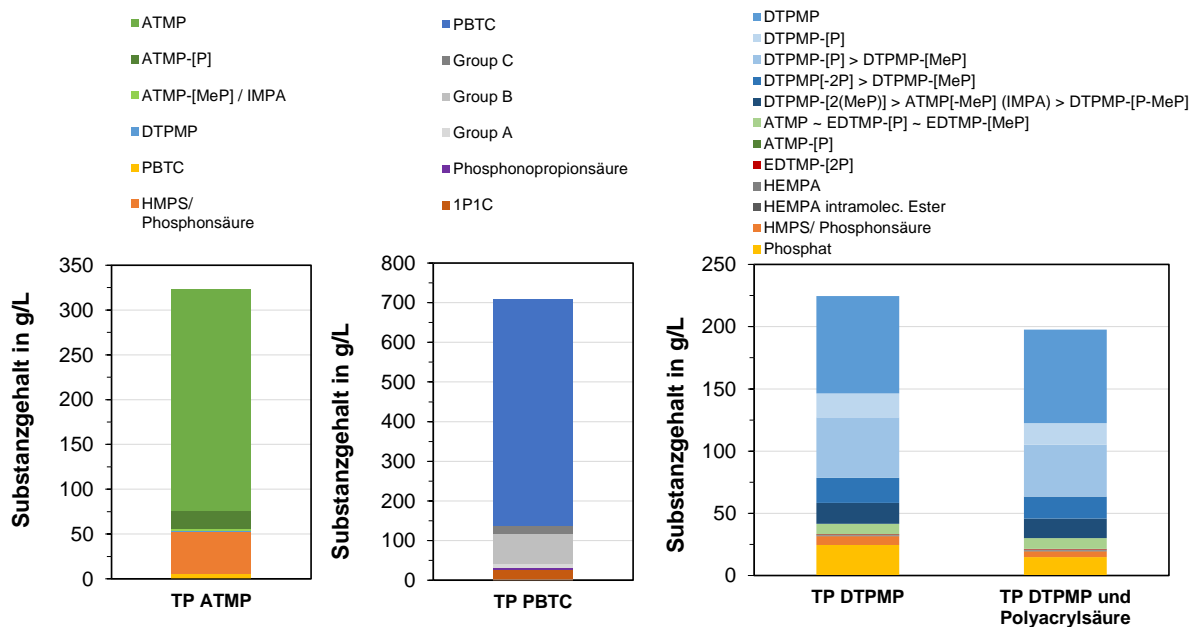 ATMP
ATMP-[P]
ATMP-[MeP] / IMPA
DTPMP
PBTC
HMPS/
Phosphonsäure
PBTC
Group C
Group B
Group A
Phosphonopropionsäure
1P1C
DTPMP
DTPMP-[P]
DTPMP-[P] > DTPMP-[MeP]
DTPMP[-2P] > DTPMP-[MeP]
DTPMP-[2(MeP)] > ATMP[-MeP] (IMPA) > DTPMP-[P-MeP]
ATMP ~ EDTMP-[P] ~ EDTMP-[MeP]
ATMP-[P]
EDTMP-[2P]
HEMPA
HEMPA intramolec. Ester
HMPS/ Phosphonsäure
Phosphat
Substanzgehalt in g/L
350
300
250
200
150
100
50
0
TP ATMP
Substanzgehalt in g/L
800
700
600
500
400
300
200
100
0
TP PBTC
Substanzgehalt in g/L
250
200
150
100
50
0
TP DTPMP
TP DTPMP und
Polyacrylsäure